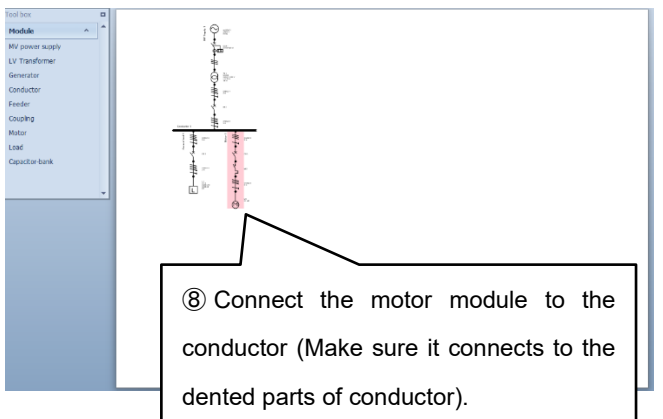 Tool box
Module
MV power supply
LV Transformer
Generator
Conductor
Feeder
Coupling
Motor
Load
Capacitor-bank
L
⑧ Connect the motor module to the
conductor (Make sure it connects to the
dented parts of conductor).